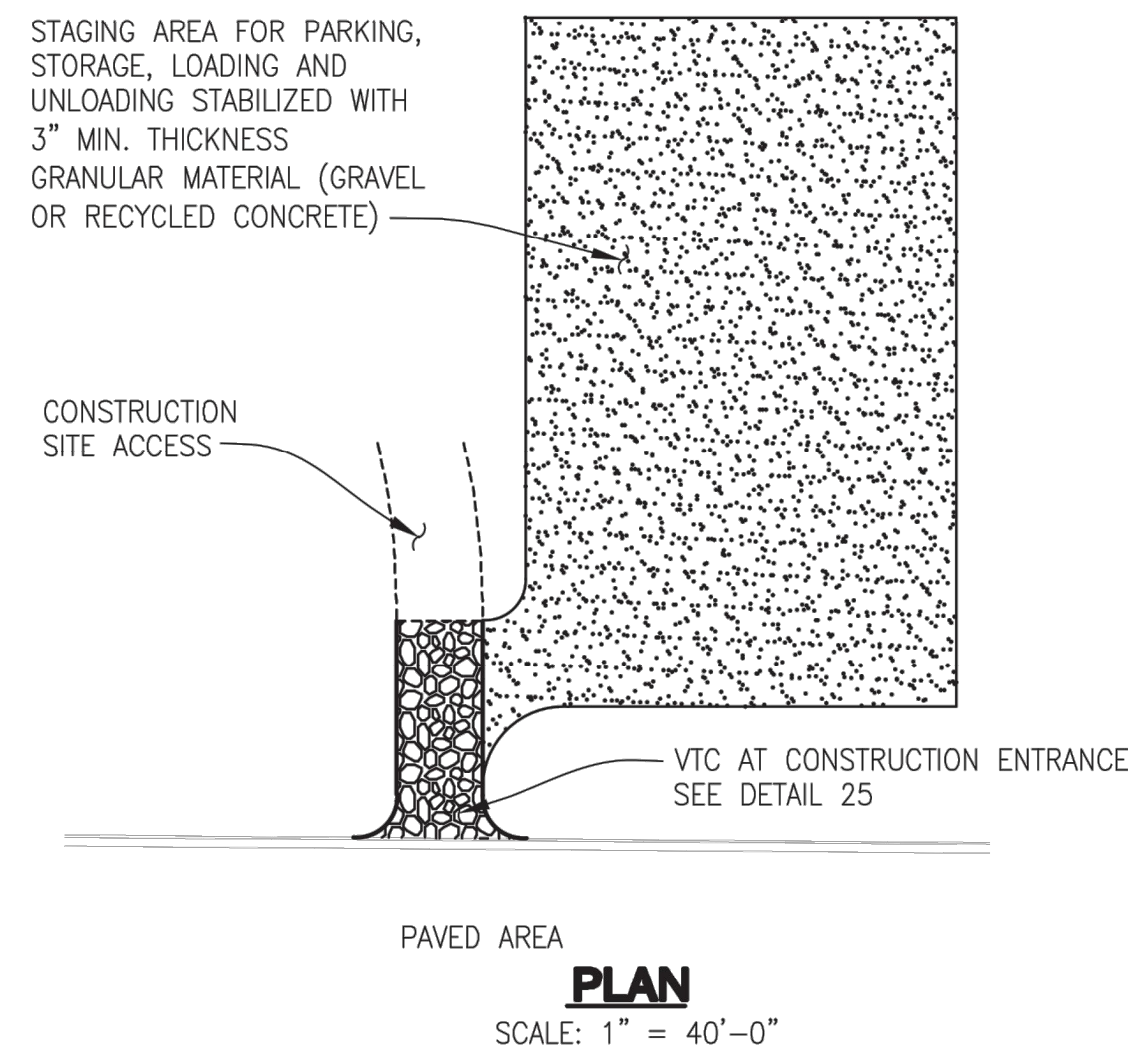 STAGING AREA FOR PARKING,
STORAGE, LOADING AND
UNLOADING STABILIZED WITH
3” MIN. THICKNESS
GRANULAR MATERIAL (GRAVEL
OR RECYCLED CONCRETE)
CONSTRUCTION
SITE ACCESS
VTC AT CONSTRUCTION ENTRANCE
SEE DETAIL 25
PAVED AREA
PLAN
SCALE: 1” = 40’–0”